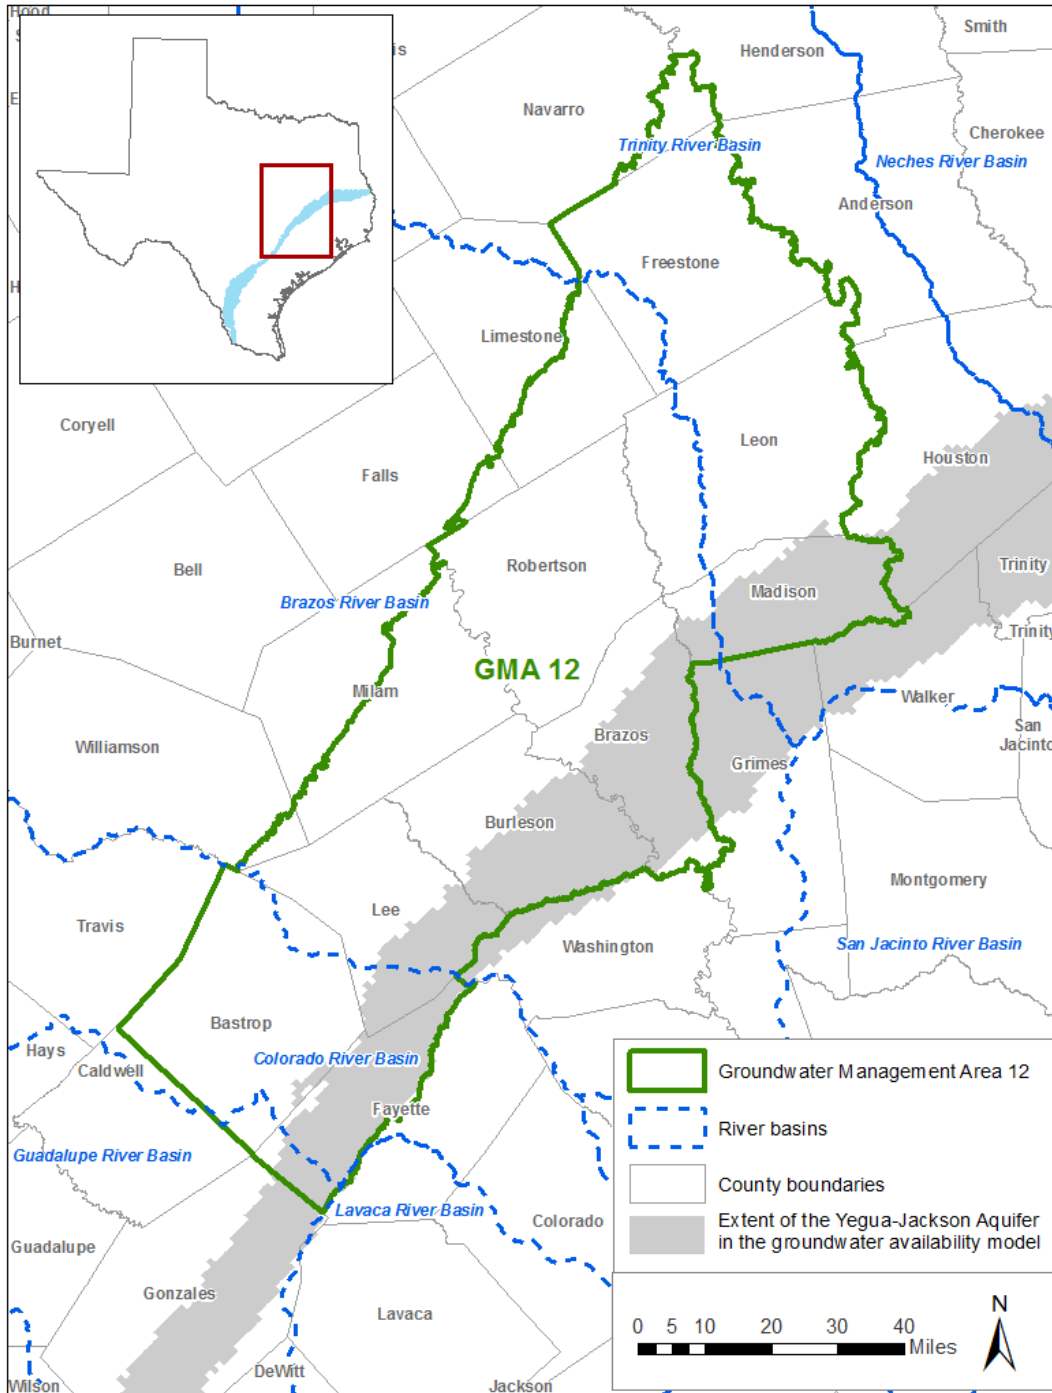 Hood
Smith
Henderson
Navarro
Cherokee
Trinity River Basin
Neches River Basin
Anderson
Freestone
Limestone
Coryell
Leon
Houston
Falls
Robertson
Bell
Trinity
Madison
Brazos River Basin
Burnet
Trinity
GMA 12
Milam
Walker
San
Jacinto
Williamson
Brazos
Grimes
Burleson
Montgomery
Lee
Travis
Washington
San Jacinto River Basin
Bastrop
Hays
Caldwell
Colorado River Basin
Fayette
Guadalupe River Basin
Lavaca River Basin
Colorado
Guadalupe
Gonzales
Lavaca
DeWitt
Wilson
Jackson
Groundwater Management Area 12
River basins
County boundaries
Extent of the Yegua-Jackson Aquifer
in the groundwater availability model
N
0 5 10 20 30 40
Miles